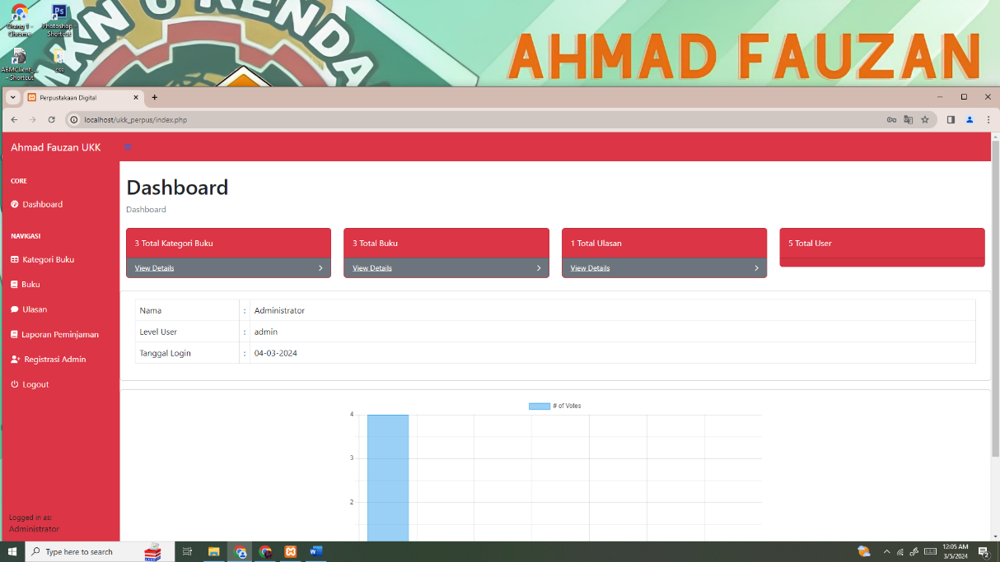 Orang 1 - Photoshop -
Chrome Shortcut
ABMClient_... css
- Shortcut
AHMAD FAUZAN
Perpustakaan Digital
localhost/ukk_perpus/index.php
Ahmad Fauzan UKK
CORE
Dashboard
NAVIGASI
Kategori Buku
Buku
Ulasan
Laporan Peminjaman
Registrasi Admin
Logout
Logged in as:
Administrator
Dashboard
Dashboard
3 Total Kategori Buku
View Details
3 Total Buku
View Details
1 Total Ulasan
View Details
5 Total User
Nama : Administrator
Level User : admin
Tanggal Login : 04-03-2024
# of Votes
4
3
2
Type here to search
12:05 AM
3/5/2024
2